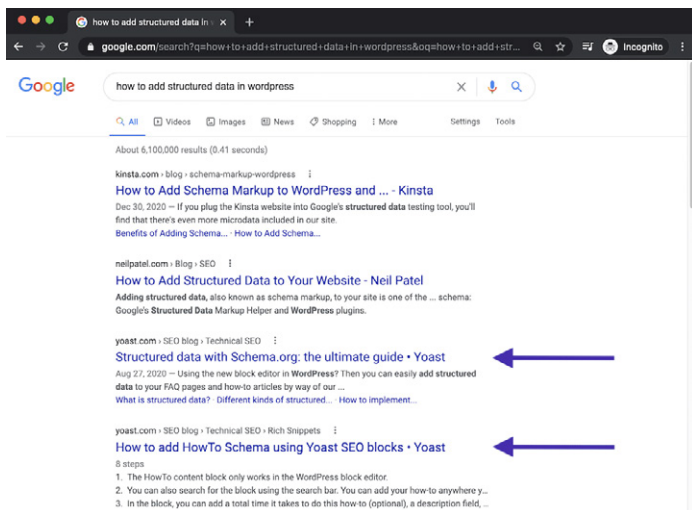 how to add structured data in
google.com/search?q=how+to+add+structured+data+in+wordpress&oq=how+to+add+str... Incognito
Google
how to add structured data in wordpress
All Videos Images News Shopping More Settings Tools
About 6,100,000 results (0.41 seconds)
kinsta.com › blog › schema-markup-wordpress
How to Add Schema Markup to WordPress and ... - Kinsta
Dec 30, 2020 — If you plug the Kinsta website into Google's structured data testing tool, you'll
find that there's even more microdata included in our site.
Benefits of Adding Schema... · How to Add Schema...
neilpatel.com › Blog › SEO
How to Add Structured Data to Your Website - Neil Patel
Adding structured data, also known as schema markup, to your site is one of the ... schema:
Google's Structured Data Markup Helper and WordPress plugins.
yoast.com › SEO blog › Technical SEO
Structured data with Schema.org: the ultimate guide • Yoast
Aug 27, 2020 — Using the new block editor in WordPress? Then you can easily add structured
data to your FAQ pages and how-to articles by way of our ...
What is structured data? · Different kinds of structured... · How to implement...
yoast.com › SEO blog › Technical SEO › Rich Snippets
How to add HowTo Schema using Yoast SEO blocks • Yoast
8 steps
1. The HowTo content block only works in the WordPress block editor.
2. You can also search for the block using the search bar. You can add your how-to anywhere y...
3. In the block, you can add a total time it takes to do this how-to (optional), a description field, ...